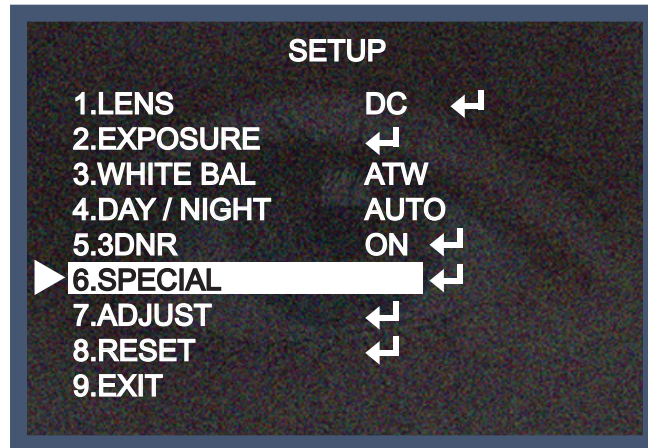 SETUP
1.LENS DC ↵
2.EXPOSURE ↵
3.WHITE BAL ATW
4.DAY / NIGHT AUTO
5.3DNR ON ↵
6.SPECIAL ↵
7.ADJUST ↵
8.RESET ↵
9.EXIT